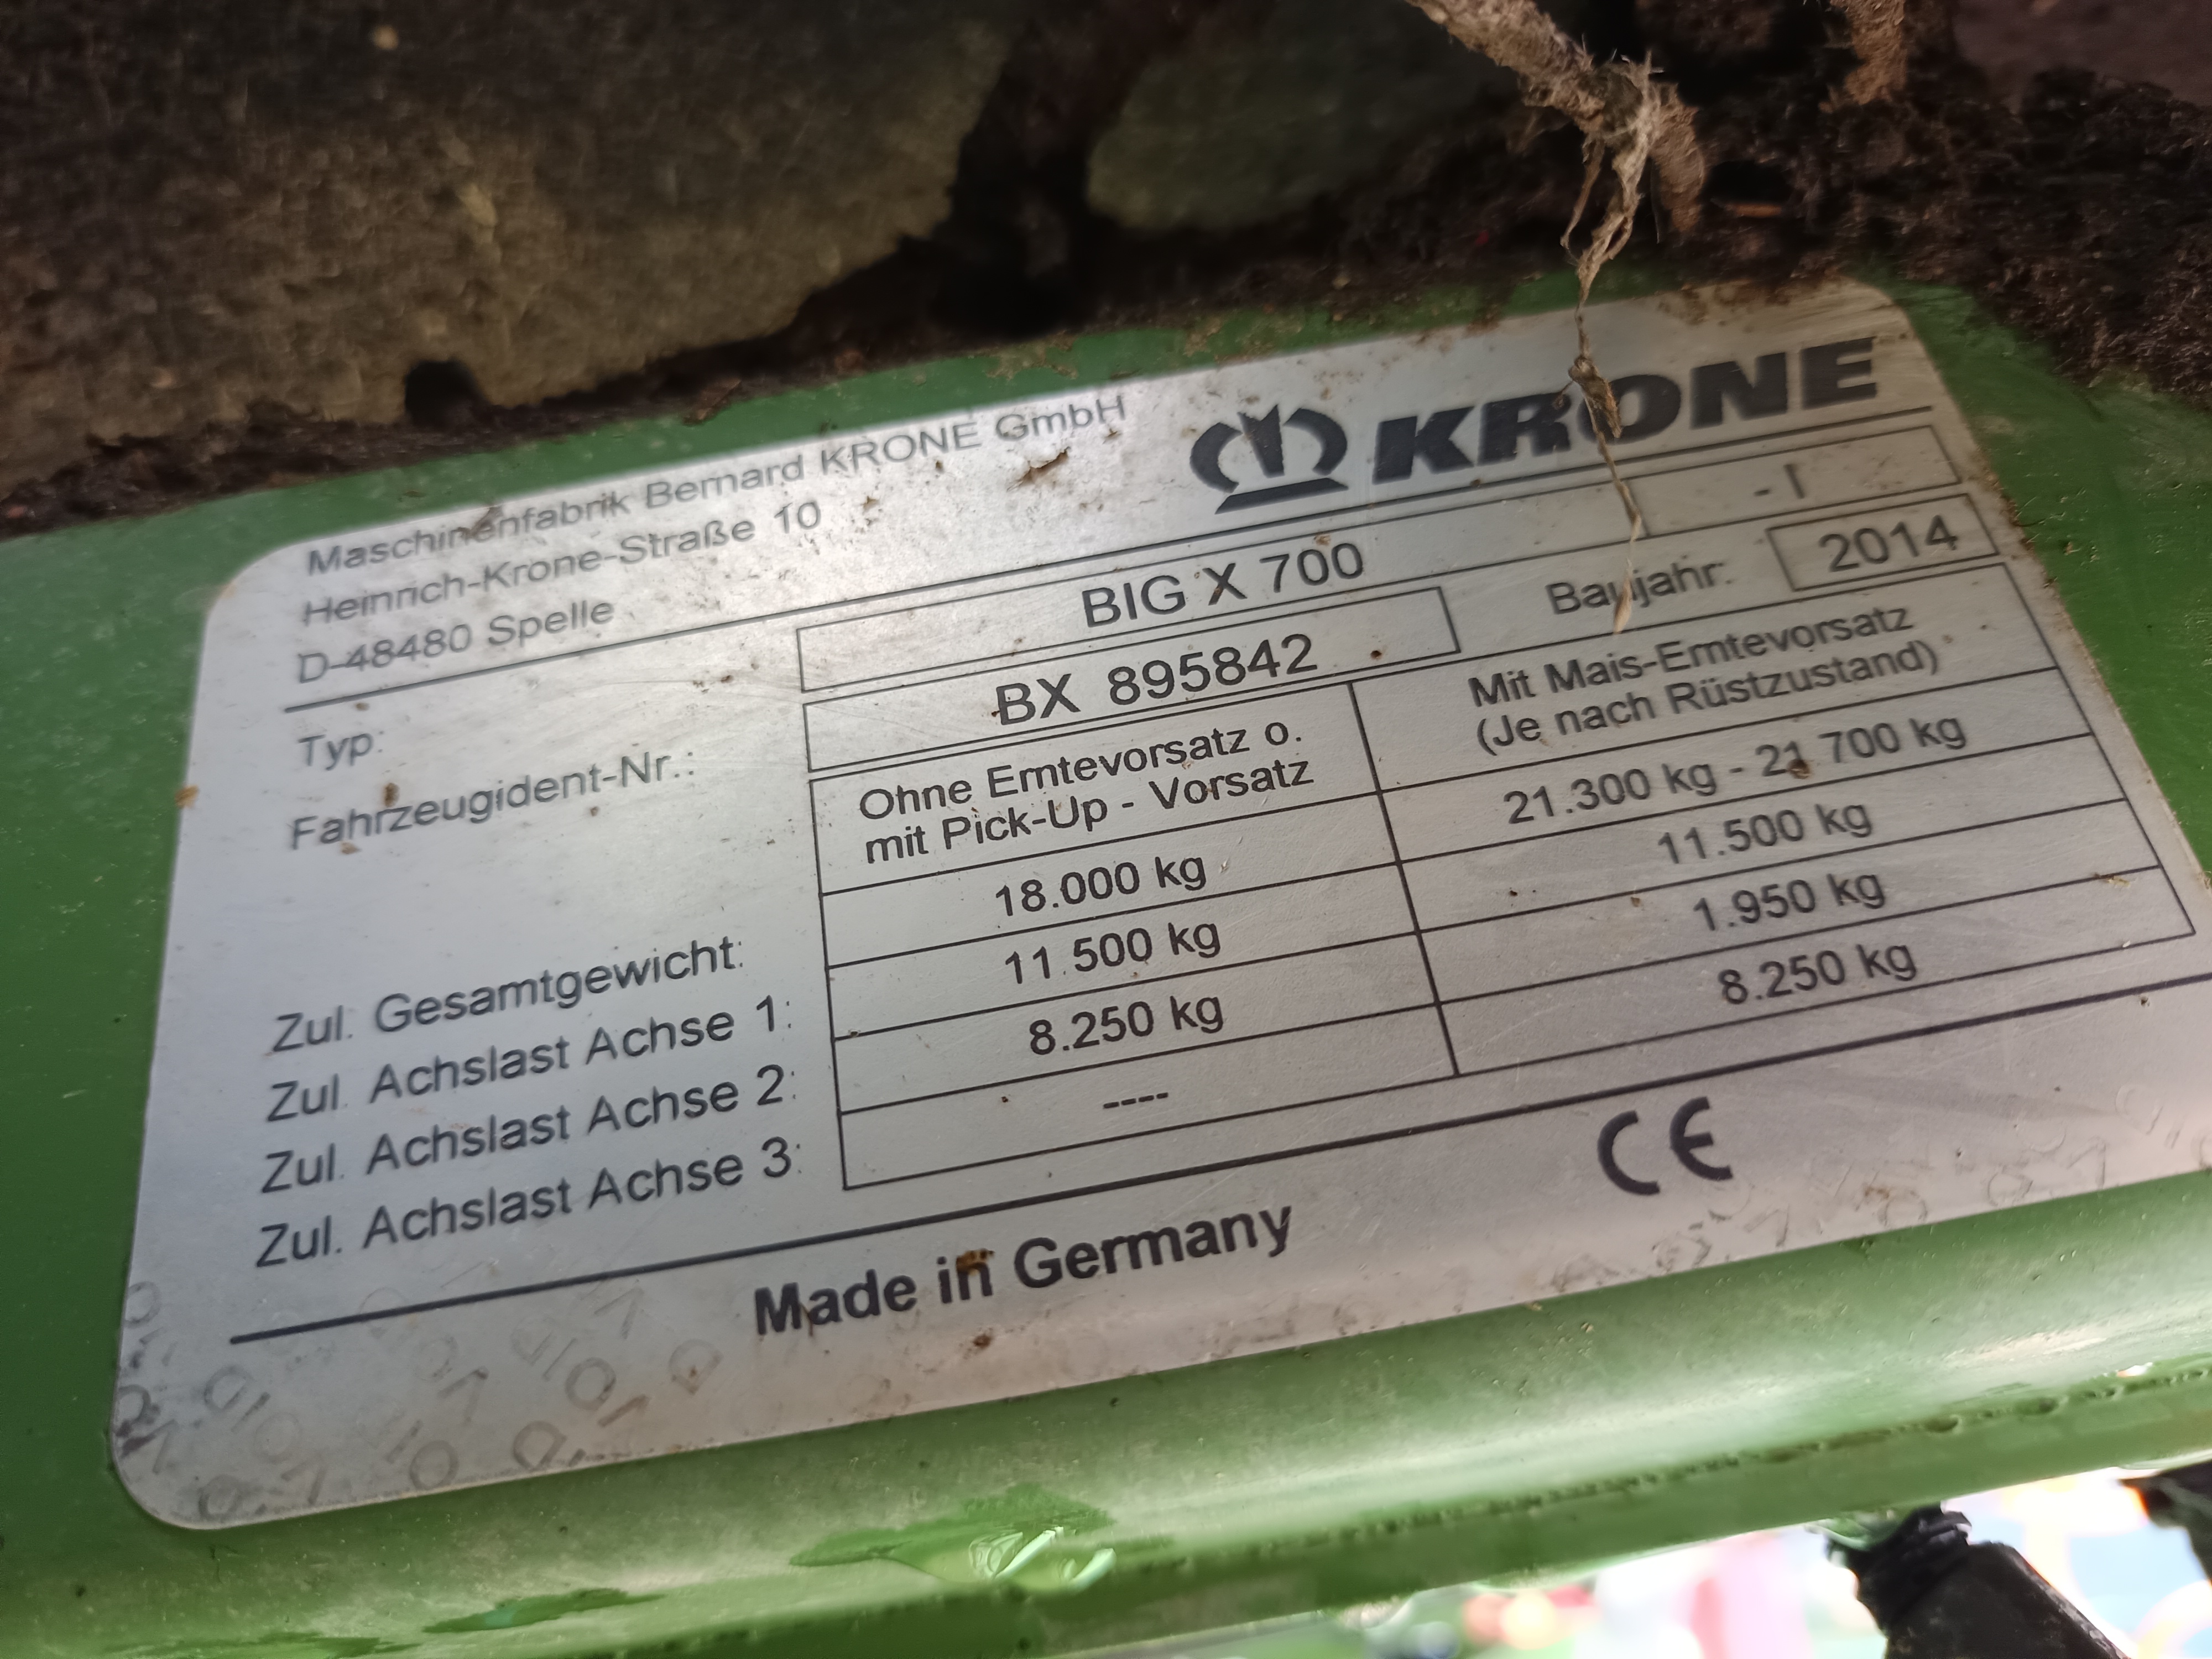 Maschinenfabrik Bernard KRONE GmbH
Heinrich-Krone-Straße 10
D-48480 Spelle
KRONE
Typ: BIG X 700 - I
Fahrzeugident-Nr.: BX 895842 Baujahr: 2014
Ohne Erntevorsatz o.
mit Pick-Up - Vorsatz
Mit Mais-Erntevorsatz
(Je nach Rüstzustand)
Zul. Gesamtgewicht: 18.000 kg 21.300 kg - 21.700 kg
Zul. Achslast Achse 1: 11.500 kg 11.500 kg
Zul. Achslast Achse 2: 8.250 kg 1.950 kg
Zul. Achslast Achse 3: ---- 8.250 kg
Made in Germany
CE